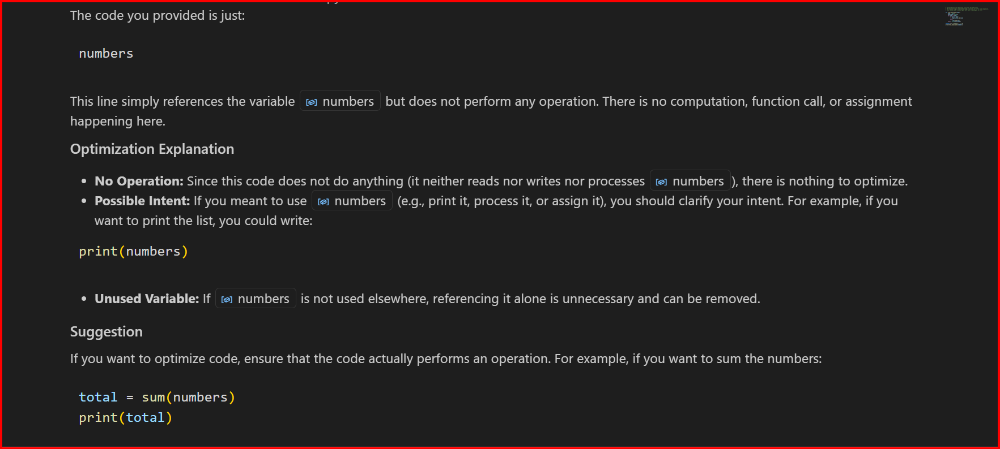 The code you provided is just:
numbers
This line simply references the variable numbers but does not perform any operation. There is no computation, function call, or assignment
happening here.
Optimization Explanation
• No Operation: Since this code does not do anything (it neither reads nor writes nor processes numbers ), there is nothing to optimize.
• Possible Intent: If you meant to use numbers (e.g., print it, process it, or assign it), you should clarify your intent. For example, if you
want to print the list, you could write:
print(numbers)
• Unused Variable: If numbers is not used elsewhere, referencing it alone is unnecessary and can be removed.
Suggestion
If you want to optimize code, ensure that the code actually performs an operation. For example, if you want to sum the numbers:
total = sum(numbers)
print(total)